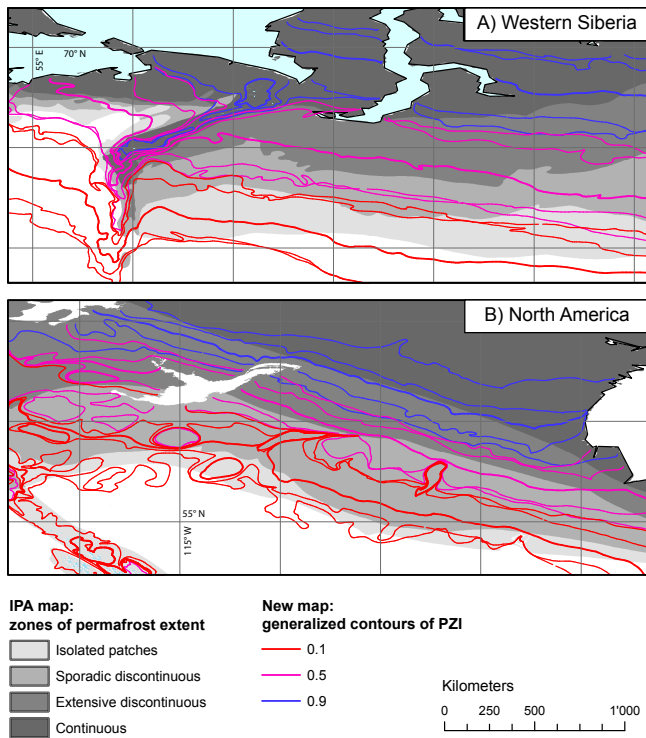 A) Western Siberia
55° E
70° N
B) North America
55° N
115° W
IPA map:
zones of permafrost extent
Isolated patches
Sporadic discontinuous
Extensive discontinuous
Continuous
New map:
generalized contours of PZI
0.1
0.5
0.9
Kilometers
0 250 500 1'000